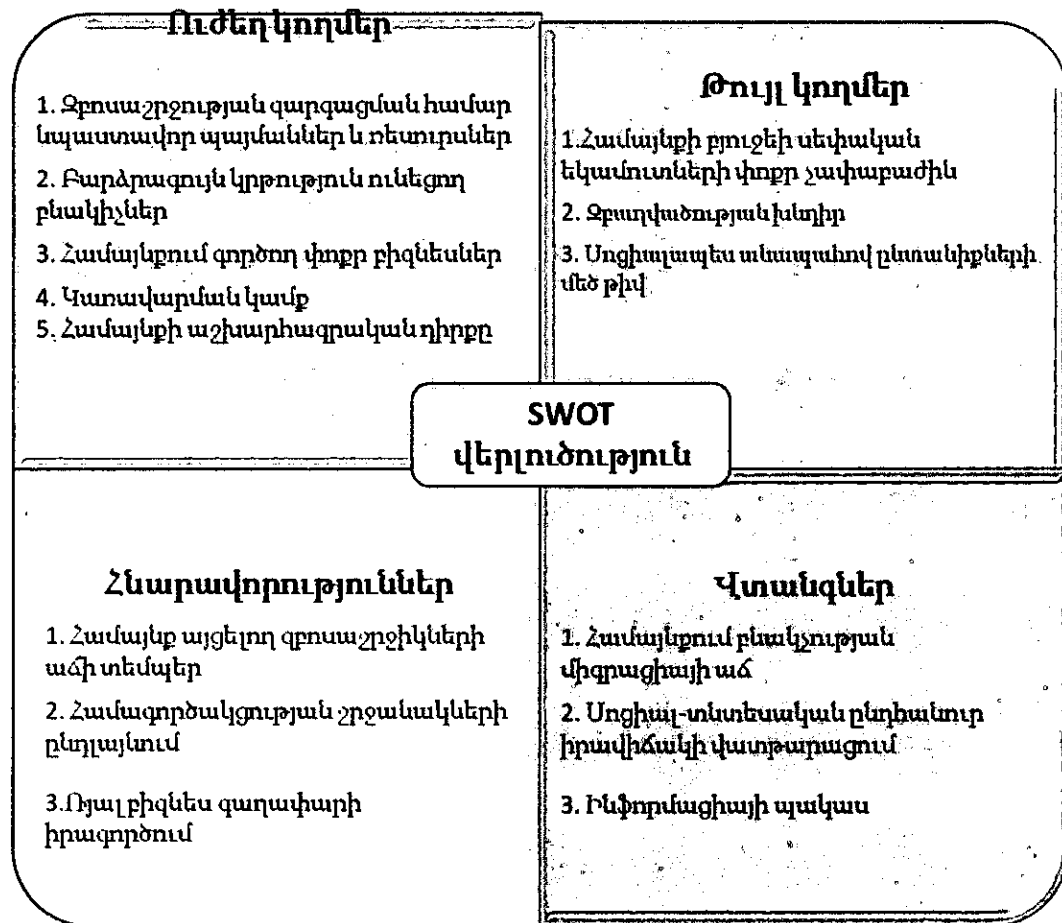 Ուժեղ կողմեր
1. Զբոսաշրջության զարգացման համար
նպաստավոր պայմաններ և ռեսուրսներ
2. Բարձրագույն կրթություն ունեցող
բնակիչներ
3. Համայնքում գործող փոքր բիզնեսներ
4. Կառավարման կամք
5. Համայնքի աշխարհագրական դիրքը
Թույլ կողմեր
1.Համայնքի բյուջեի սեփական
եկամուտների փոքր չափաբաժին
2. Զբաղվածության խնդիր
3. Սոցիալապես անապահով ընտանիքների
մեծ թիվ
SWOT
վերլուծություն
Հնարավորություններ
1. Համայնք այցելող զբոսաշրջիկների
աճի տեմպեր
2. Համագործակցության շրջանակների
ընդլայնում
3.Ռյալ բիզնես գաղափարի
իրագործում
Վտանգներ
1. Համայնքում բնակչության
միգրացիայի աճ
2. Սոցիալ-տնտեսական ընդհանուր
իրավիճակի վատթարացում
3. Ինֆորմացիայի պակաս